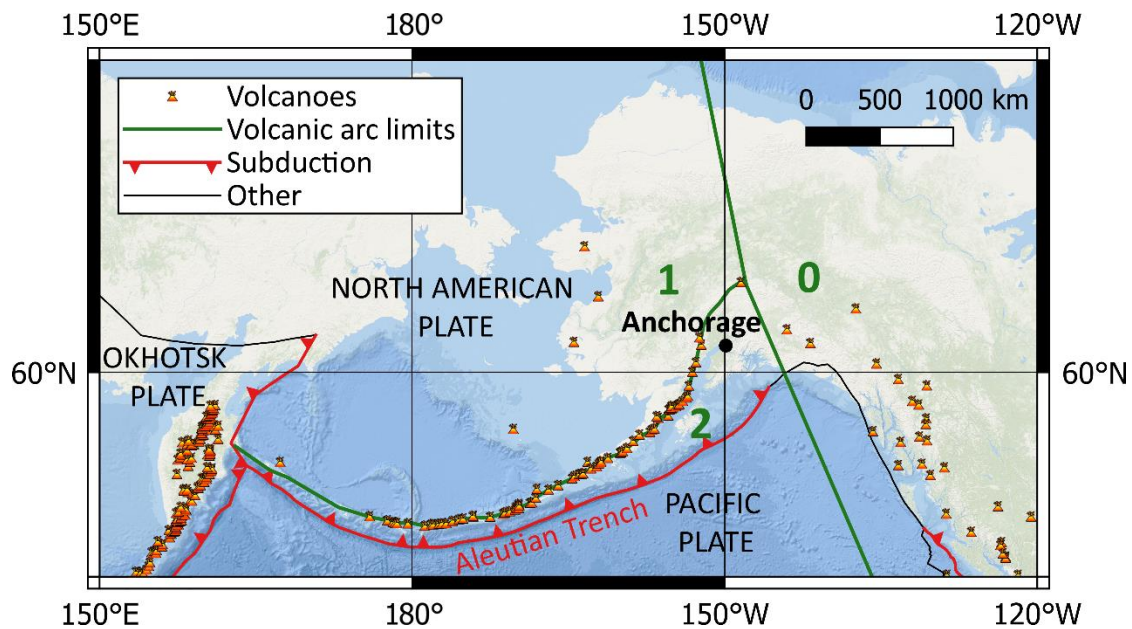 150°E 180° 150°W 120°W
Volcanoes
Volcanic arc limits
Subduction
Other
0 500 1000 km
1 0
NORTH AMERICAN
PLATE
Anchorage
OKHOTSK
PLATE
60°N 60°N
2
PACIFIC
PLATE
Aleutian Trench
150°E 180° 150°W 120°W